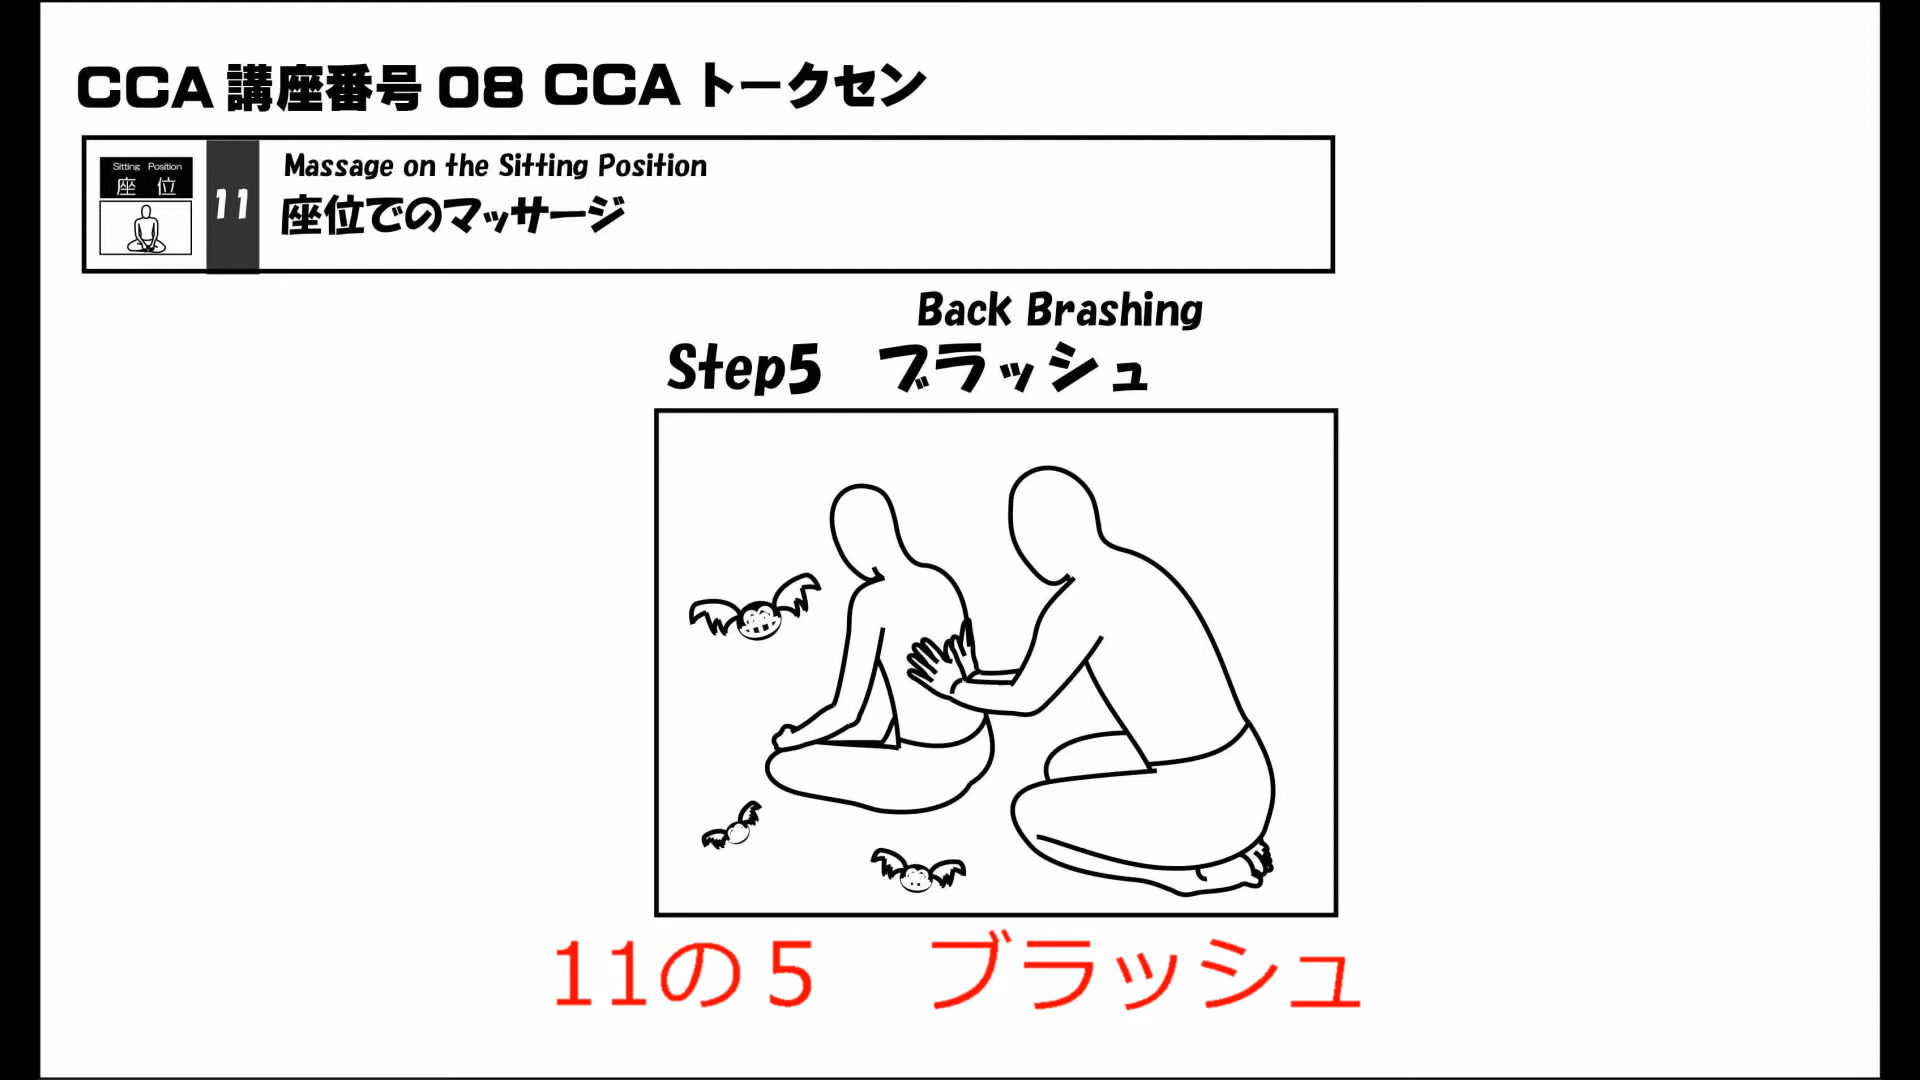 CCA 講座番号 08 CCA トークセン
Sitting Position
座 位
11
Massage on the Sitting Position
座位でのマッサージ
Back Brashing
Step5 ブラッシュ
11の5 ブラッシュ